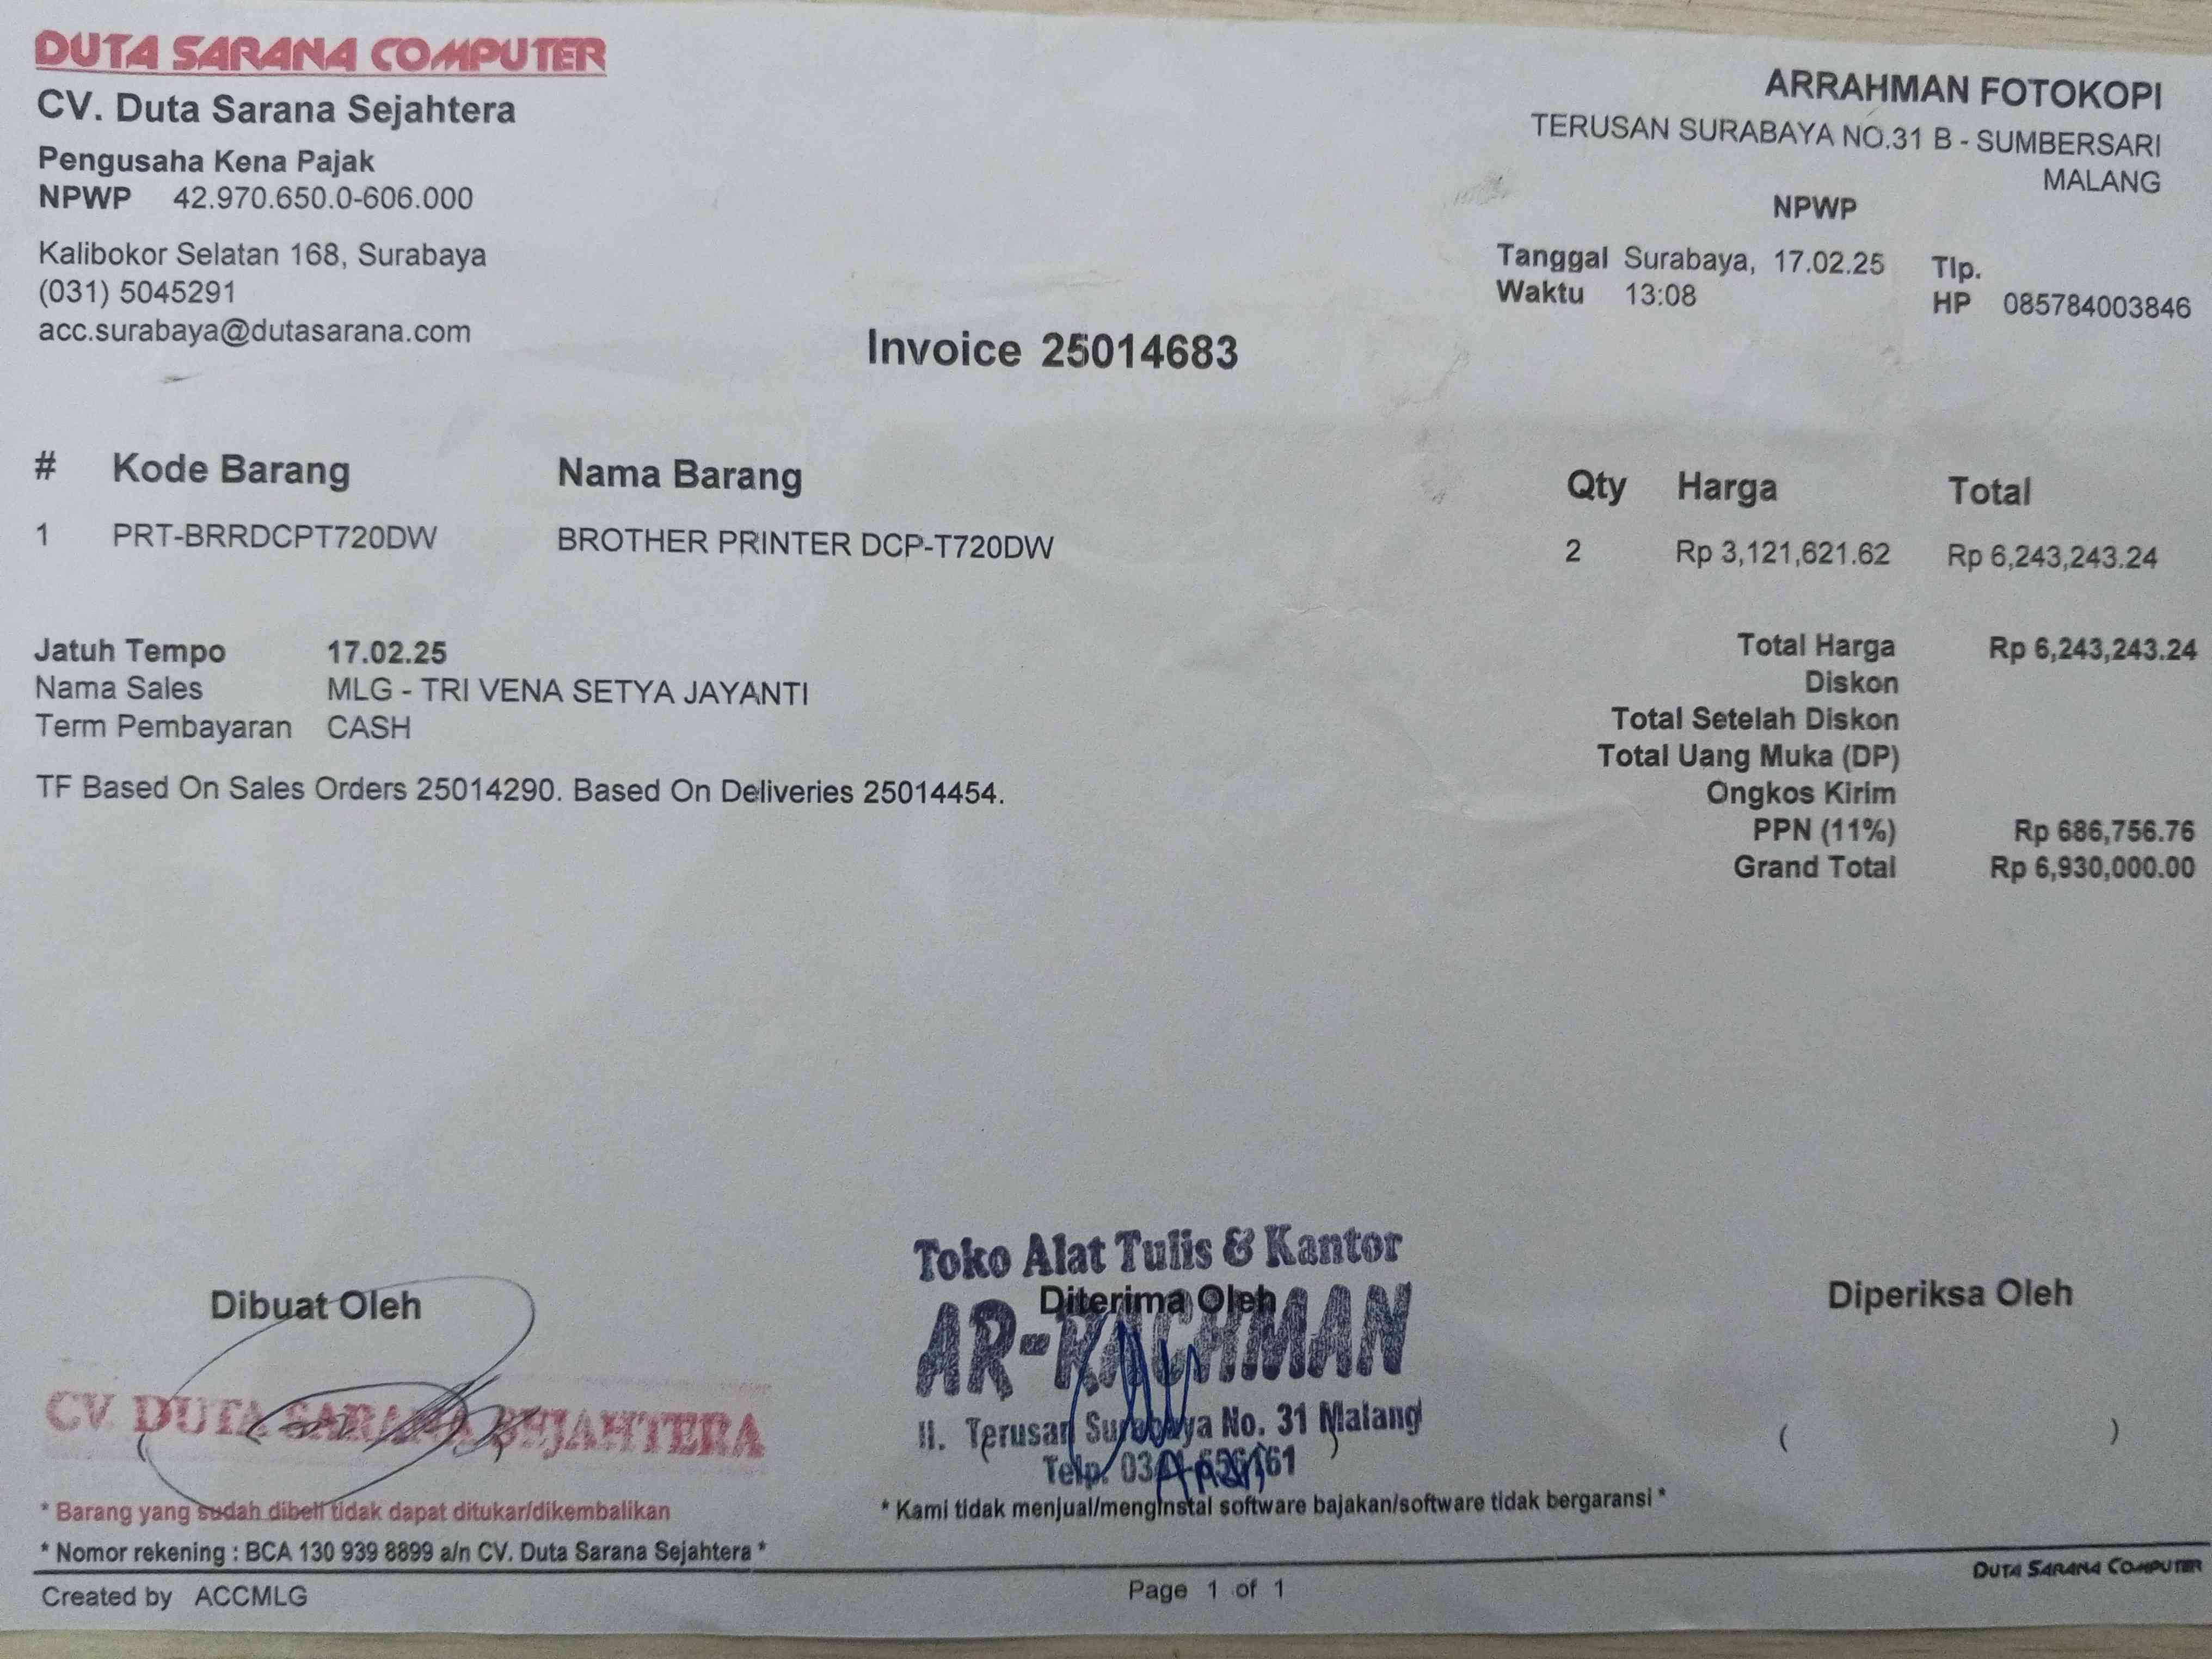 DUTA SARANA COMPUTER
CV. Duta Sarana Sejahtera
Pengusaha Kena Pajak
NPWP 42.970.650.0-606.000
Kalibokor Selatan 168, Surabaya
(031) 5045291
acc.surabaya@dutasarana.com
ARRAHMAN FOTOKOPI
TERUSAN SURABAYA NO.31 B - SUMBERSARI
MALANG
NPWP
Tanggal Surabaya, 17.02.25 Tlp.
Waktu 13:08 HP 085784003846
Invoice 25014683
# Kode Barang Nama Barang Qty Harga Total
1 PRT-BRRDCPT720DW BROTHER PRINTER DCP-T720DW 2 Rp 3,121,621.62 Rp 6,243,243.24
Jatuh Tempo 17.02.25
Nama Sales MLG - TRI VENA SETYA JAYANTI
Term Pembayaran CASH
TF Based On Sales Orders 25014290. Based On Deliveries 25014454.
Total Harga Rp 6,243,243.24
Diskon
Total Setelah Diskon
Total Uang Muka (DP)
Ongkos Kirim
PPN (11%) Rp 686,756.76
Grand Total Rp 6,930,000.00
Dibuat Oleh
CV. DUTA SARANA SEJAHTERA
Toko Alat Tulis & Kantor
Diterima Oleh
AR-RACHMAN
Jl. Terusan Surabaya No. 31 Malang
Telp.
Diperiksa Oleh
( )
* Barang yang sudah dibeli tidak dapat ditukar/dikembalikan
* Kami tidak menjual/menginstal software bajakan/software tidak bergaransi *
* Nomor rekening : BCA 130 939 8899 a/n CV. Duta Sarana Sejahtera *
DUTA SARANA COMPUTER
Created by ACCMLG
Page 1 of 1